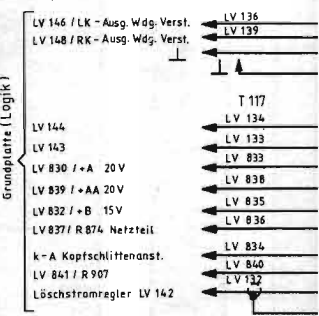 LV 146 / LK - Ausg. Wdg. Verst. LV 136
LV 148 / RK - Ausg. Wdg. Verst. LV 139
Grundplatte (Logik)
T 117
LV 144 LV 134
LV 143 LV 133
LV 830 / +A 20 V LV 833
LV 839 / +AA 20 V LV 838
LV 832 / +B 15 V LV 835
LV 837 / R 874 Netzteil LV 836
k - A Kopfschlittenanst. LV 834
LV 841 / R 907 LV 840
Löschstromregler LV 142 LV 132